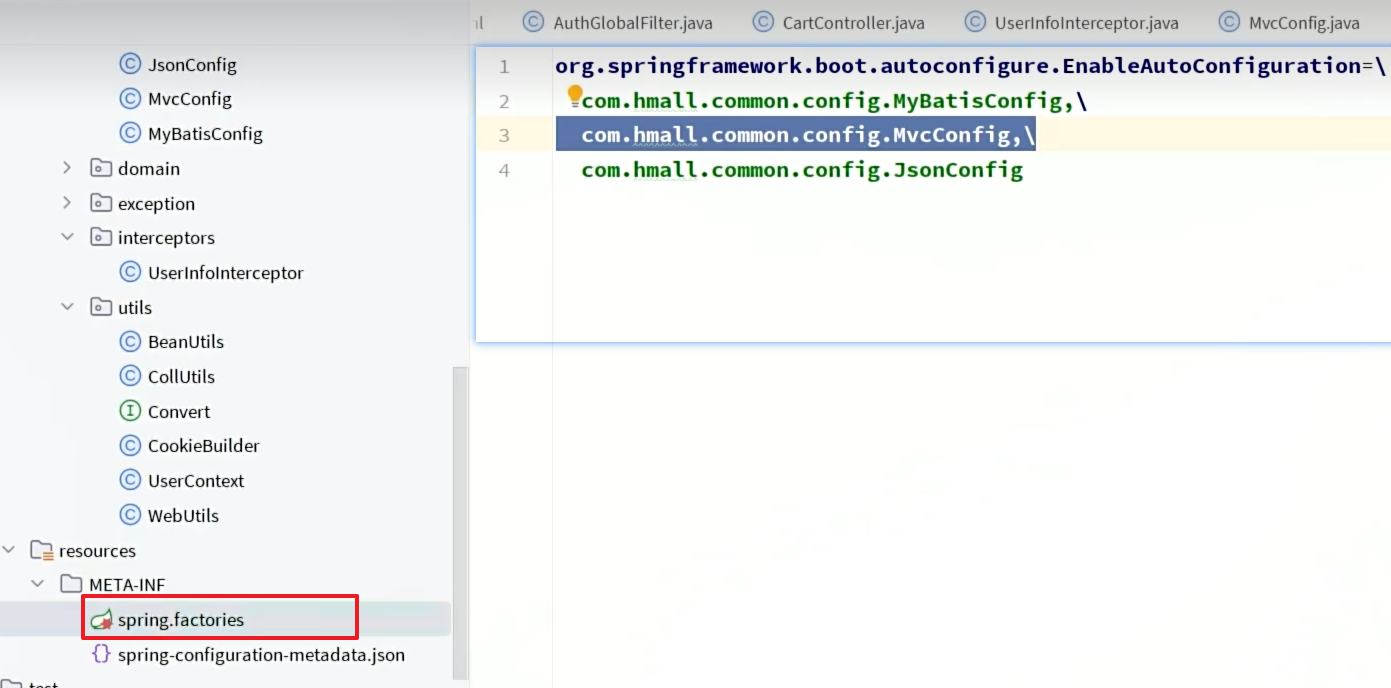 AuthGlobalFilter.java CartController.java UserInfoInterceptor.java MvcConfig.java
JsonConfig
MvcConfig
MyBatisConfig
domain
exception
interceptors
UserInfoInterceptor
utils
BeanUtils
CollUtils
Convert
CookieBuilder
UserContext
WebUtils
resources
META-INF
spring.factories
spring-configuration-metadata.json
1 org.springframework.boot.autoconfigure.EnableAutoConfiguration=\
2 com.hmall.common.config.MyBatisConfig,\
3 com.hmall.common.config.MvcConfig,\
4 com.hmall.common.config.JsonConfig